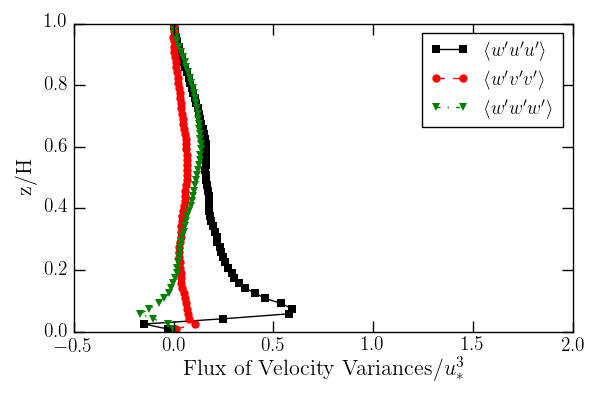 1.0
0.8
0.6
0.4
0.2
0.0
z/H
−0.5 0.0 0.5 1.0 1.5 2.0
Flux of Velocity Variances/$u_*^3$
⟨w′u′u′⟩
⟨w′v′v′⟩
⟨w′w′w′⟩